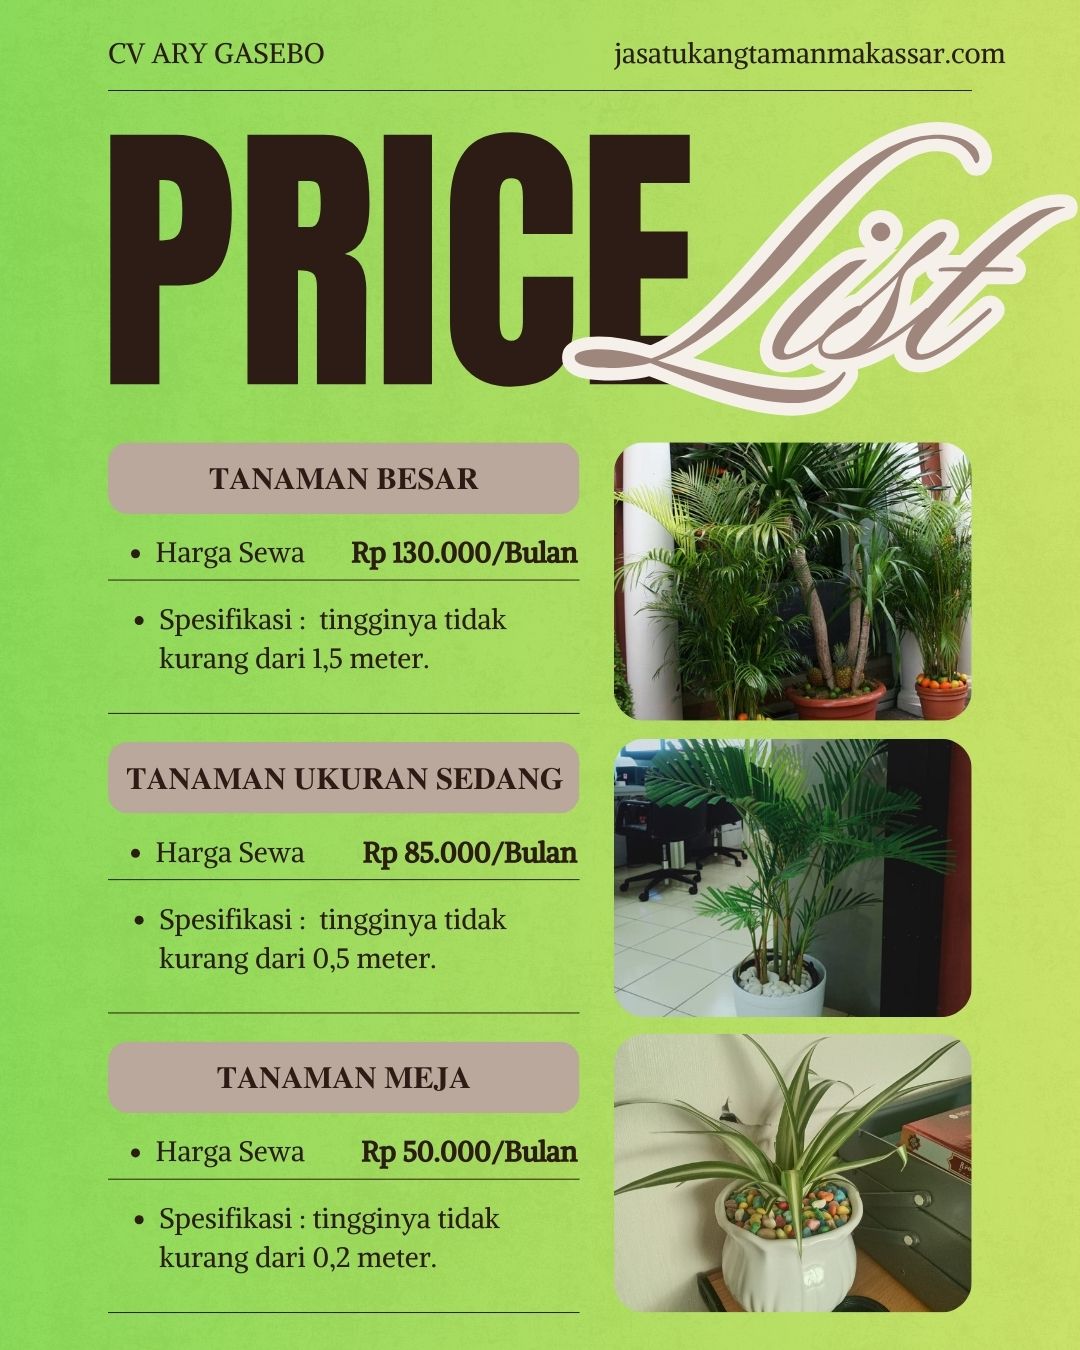 CV ARY GASEBO
jasatukangtamanmakassar.com
PRICE List
TANAMAN BESAR
• Harga Sewa Rp 130.000/Bulan
• Spesifikasi : tingginya tidak
kurang dari 1,5 meter.
TANAMAN UKURAN SEDANG
• Harga Sewa Rp 85.000/Bulan
• Spesifikasi : tingginya tidak
kurang dari 0,5 meter.
TANAMAN MEJA
• Harga Sewa Rp 50.000/Bulan
• Spesifikasi : tingginya tidak
kurang dari 0,2 meter.